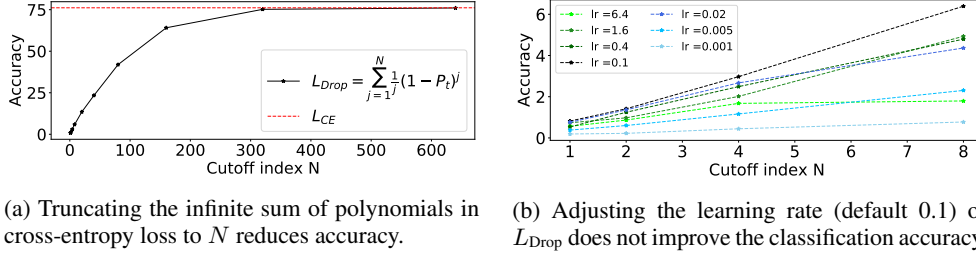 75
50
25
0
Accuracy
L_Drop = \sum_{j=1}^{N} \frac{1}{j}(1 - P_t)^j
L_CE
0 100 200 300 400 500 600
Cutoff index N
(a) Truncating the infinite sum of polynomials in
cross-entropy loss to N reduces accuracy.
6
4
2
0
Accuracy
lr =6.4
lr =1.6
lr =0.4
lr =0.1
lr =0.02
lr =0.005
lr =0.001
1 2 3 4 5 6 7 8
Cutoff index N
(b) Adjusting the learning rate (default 0.1) o
L_Drop does not improve the classification accuracy